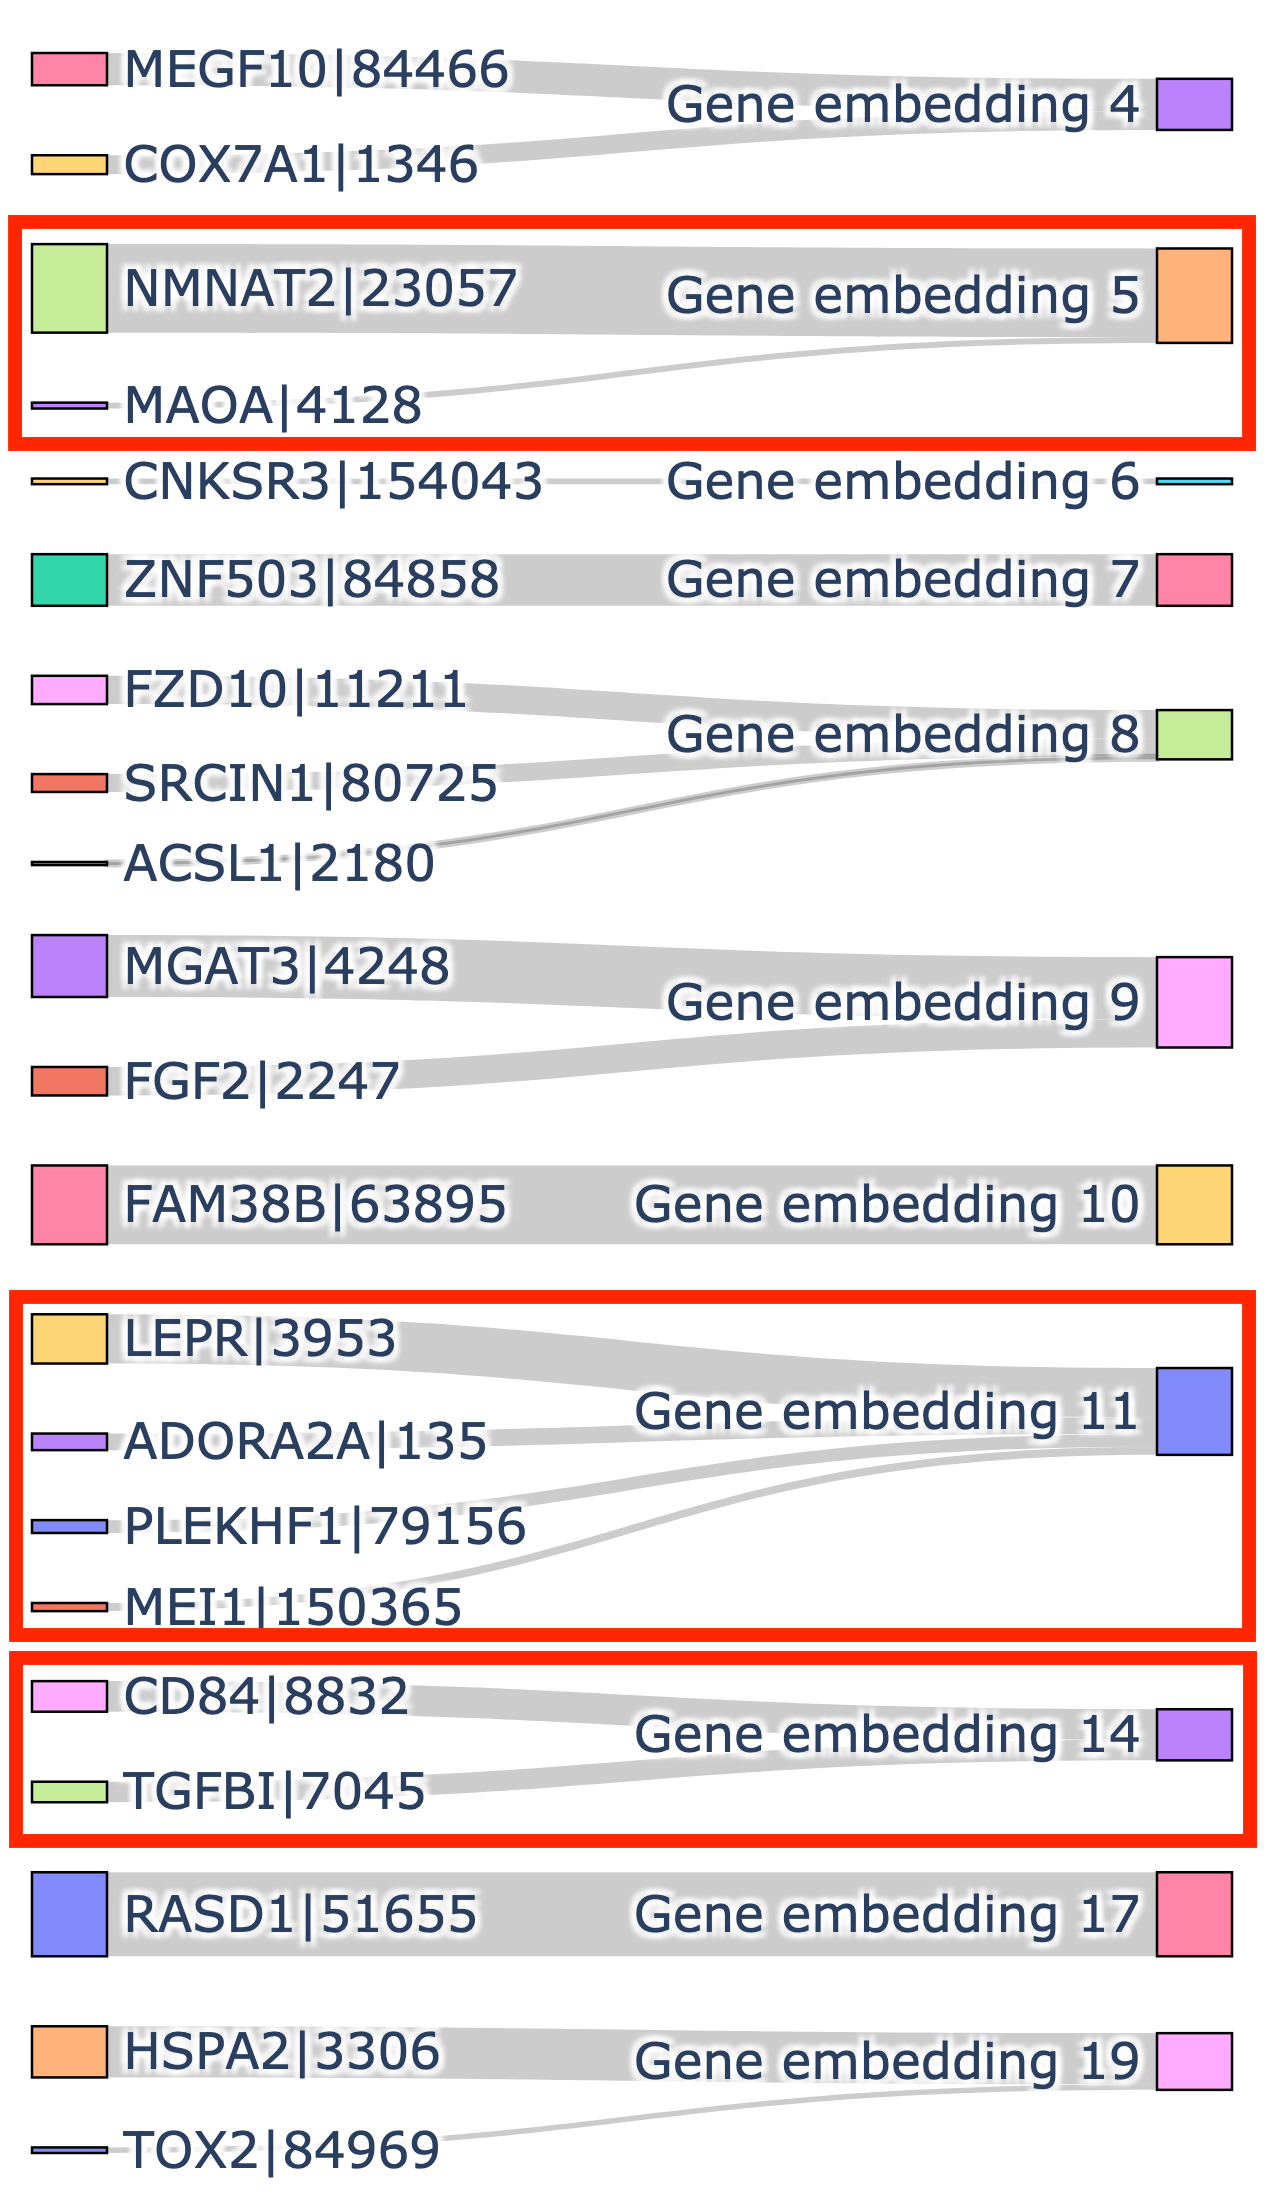 MEGF10|84466
Gene embedding 4
COX7A1|1346
NMNAT2|23057
Gene embedding 5
MAOA|4128
CNKSR3|154043
Gene embedding 6
ZNF503|84858
Gene embedding 7
FZD10|11211
Gene embedding 8
SRCIN1|80725
ACSL1|2180
MGAT3|4248
Gene embedding 9
FGF2|2247
FAM38B|63895
Gene embedding 10
LEPR|3953
Gene embedding 11
ADORA2A|135
PLEKHF1|79156
MEI1|150365
CD84|8832
Gene embedding 14
TGFBI|7045
RASD1|51655
Gene embedding 17
HSPA2|3306
Gene embedding 19
TOX2|84969